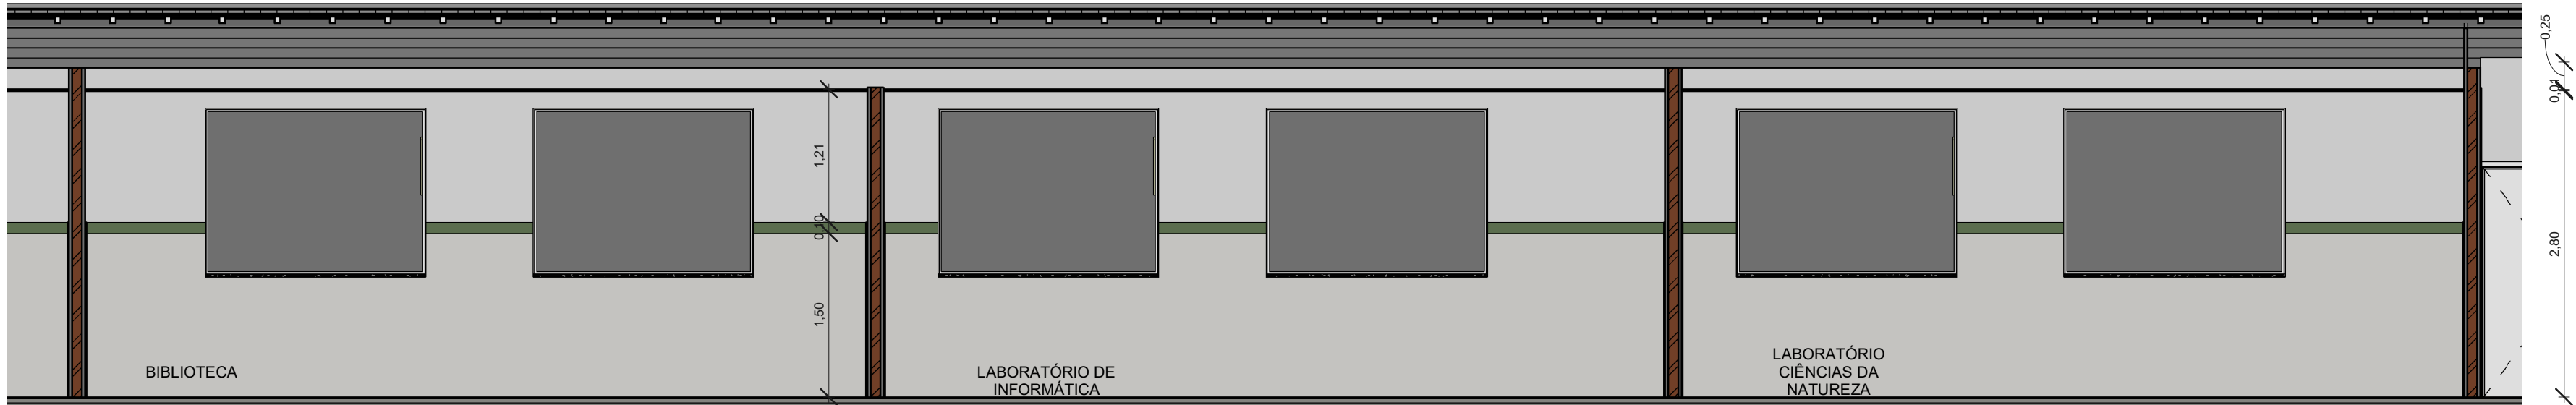 0,25
0,01
1,21
0,10
1,50
2,80
BIBLIOTECA
LABORATÓRIO DE
INFORMÁTICA
LABORATÓRIO
CIÊNCIAS DA
NATUREZA